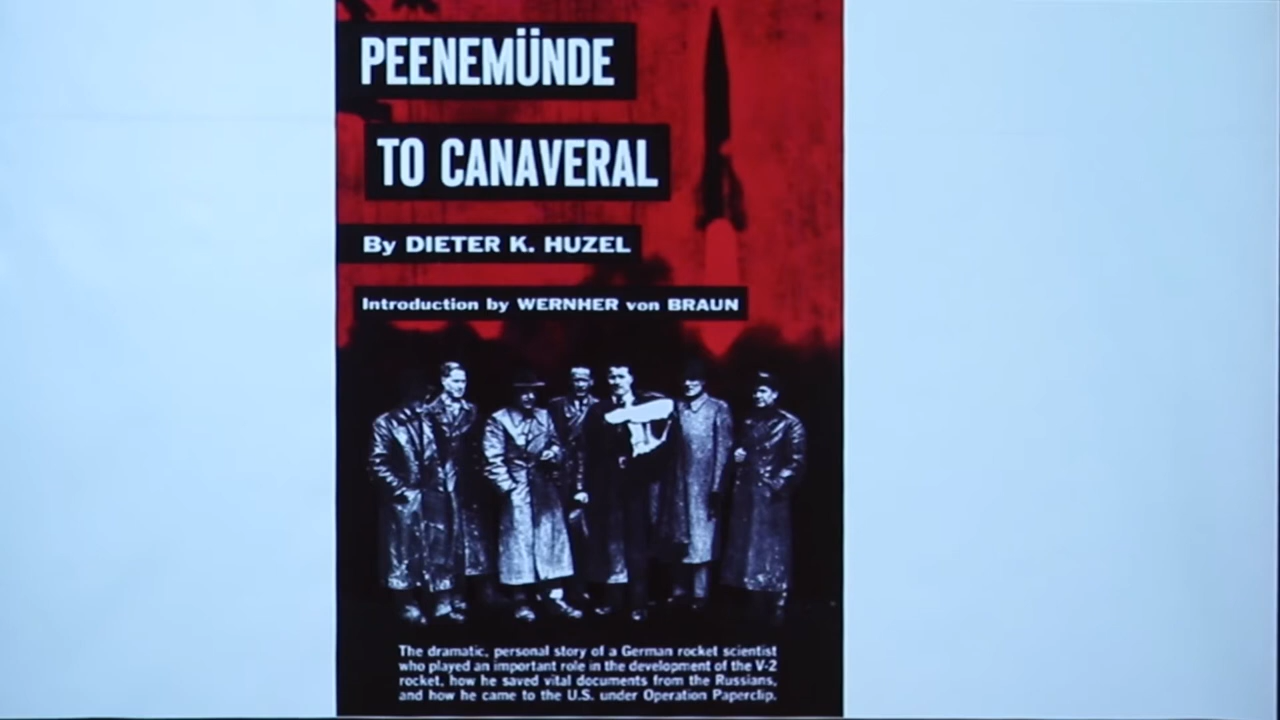 PEENEMÜNDE
TO CANAVERAL
By DIETER K. HUZEL
Introduction by WERNHER von BRAUN
The dramatic, personal story of a German rocket scientist
who played an important role in the development of the V-2
rocket, how he saved vital documents from the Russians,
and how he came to the U.S. under Operation Paperclip.